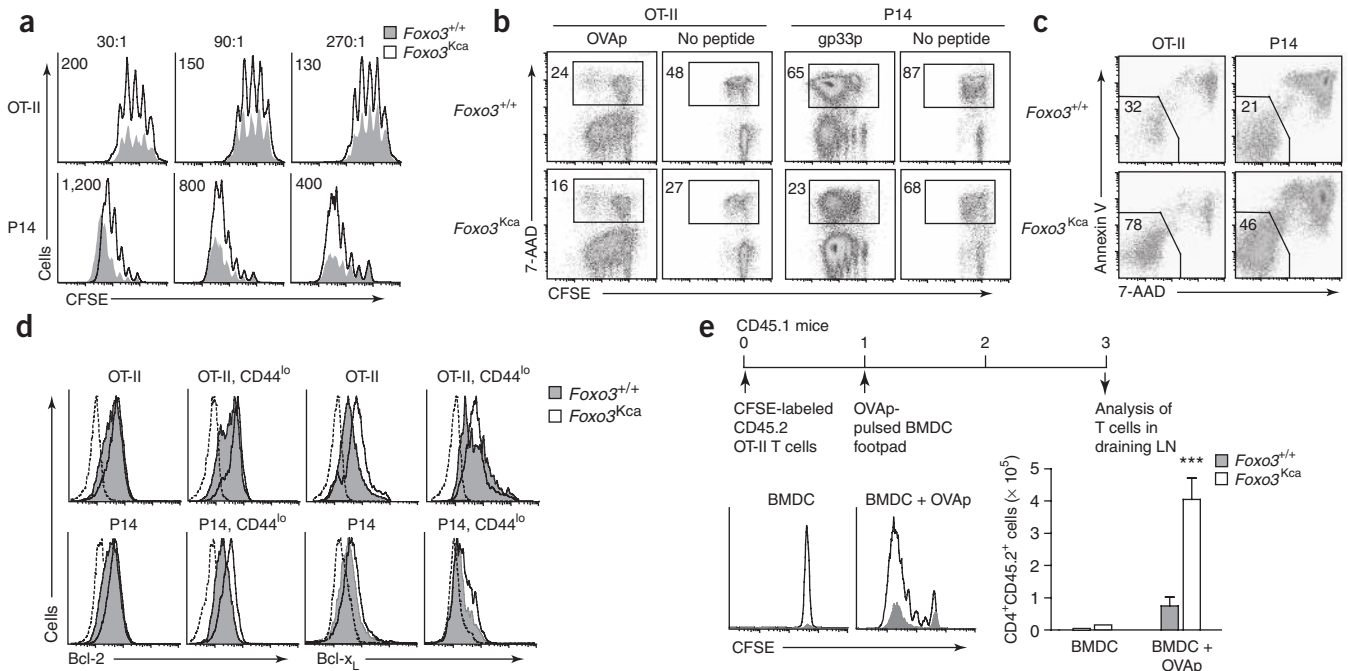 a
30:1 90:1 270:1
Foxo3+/+
Foxo3Kca
OT-II
200 150 130
P14
1,200 800 400
Cells
CFSE
b
OT-II P14
OVAp No peptide gp33p No peptide
Foxo3+/+
24 48 65 87
Foxo3Kca
16 27 23 68
7-AAD
CFSE
c
OT-II P14
Foxo3+/+
32 21
Foxo3Kca
78 46
Annexin V
7-AAD
d
OT-II OT-II, CD44lo OT-II OT-II, CD44lo
Foxo3+/+
Foxo3Kca
P14 P14, CD44lo P14 P14, CD44lo
Cells
Bcl-2 Bcl-xL
e
CD45.1 mice
0 1 2 3
CFSE-labeled
CD45.2
OT-II T cells
OVAp-
pulsed BMDC
footpad
Analysis of
T cells in
draining LN
BMDC BMDC + OVAp
CFSE
CD4+CD45.2+ cells (× 10⁵)
5
4
3
2
1
0
***
Foxo3+/+
Foxo3Kca
BMDC BMDC +
OVAp